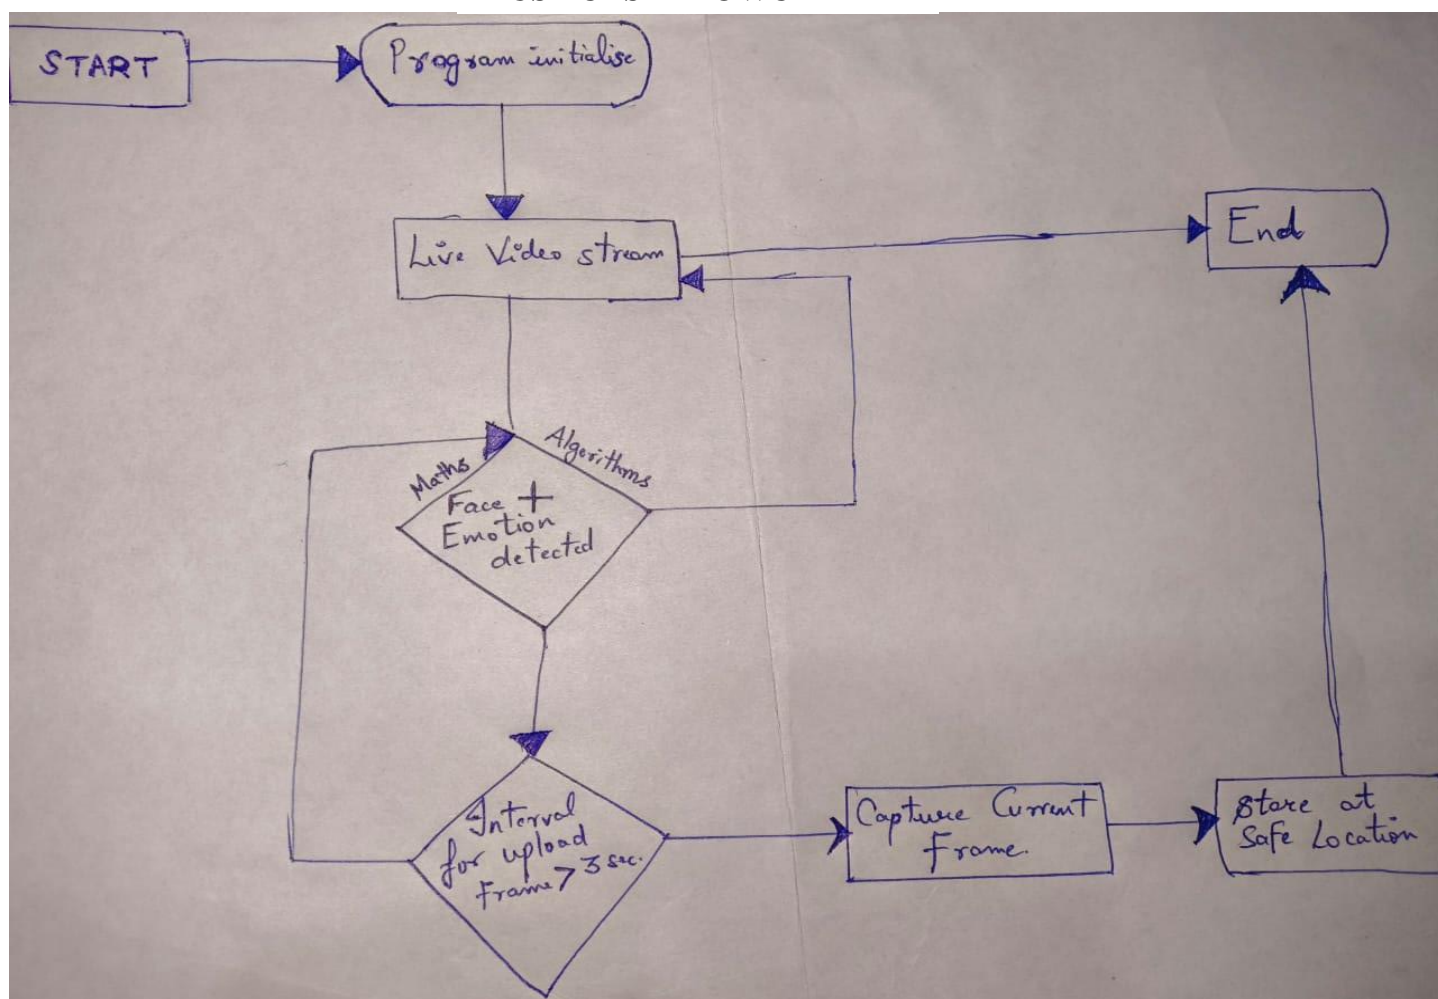 START
Program initialise
Live Video stream
End
Maths
Algorithms
Face +
Emotion
detected
Interval
for upload
Frame > 3 sec.
Capture Current
Frame.
Store at
Safe Location